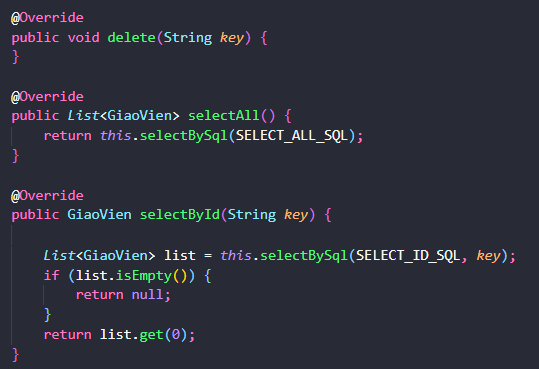 @Override
public void delete(String key) {
}
@Override
public List<GiaoVien> selectAll() {
return this.selectBySql(SELECT_ALL_SQL);
}
@Override
public GiaoVien selectById(String key) {
List<GiaoVien> list = this.selectBySql(SELECT_ID_SQL, key);
if (list.isEmpty()) {
return null;
}
return list.get(0);
}